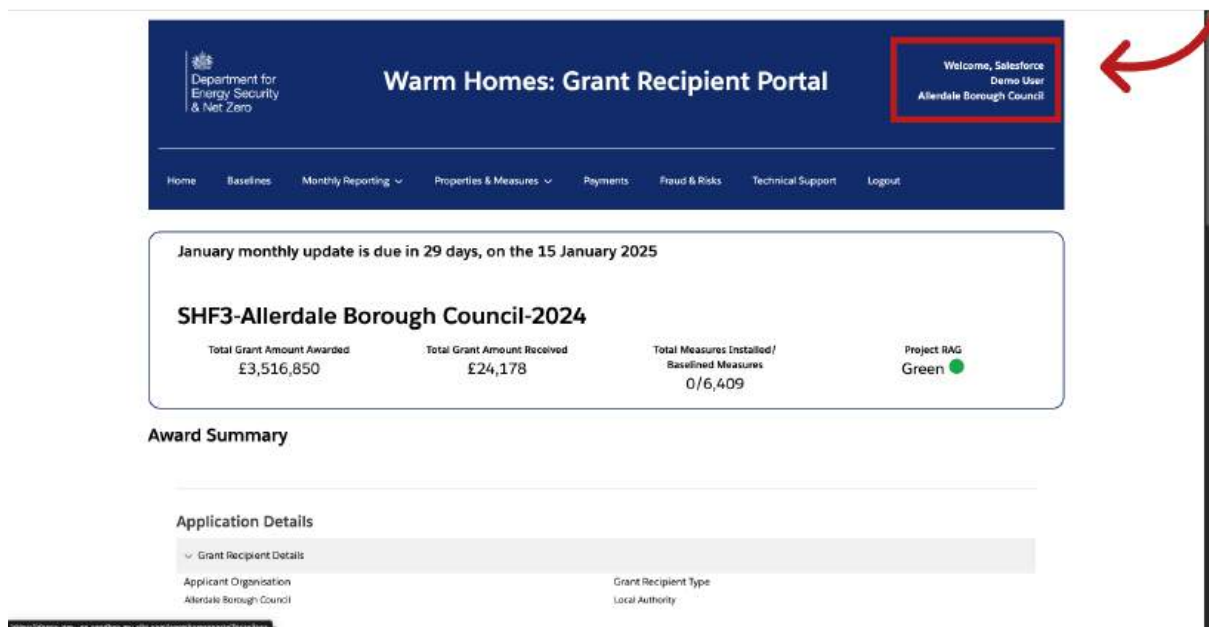 Department for
Energy Security
& Net Zero
Warm Homes: Grant Recipient Portal
Welcome, Salesforce
Demo User
Allerdale Borough Council
Home Baselines Monthly Reporting Properties & Measures Payments Fraud & Risks Technical Support Logout
January monthly update is due in 29 days, on the 15 January 2025
SHF3-Allerdale Borough Council-2024
Total Grant Amount Awarded
£3,516,850
Total Grant Amount Received
£24,178
Total Measures Installed/
Baselined Measures
0/6,409
Project RAG
Green
Award Summary
Application Details
Grant Recipient Details
Applicant Organisation
Allerdale Borough Council
Grant Recipient Type
Local Authority